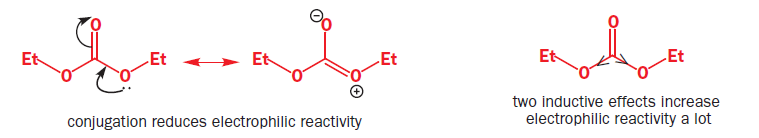 ⊖O
O
O
Et O O Et
Et O O Et
Et O O Et
⊕
two inductive effects increase
conjugation reduces electrophilic reactivity
electrophilic reactivity a lot